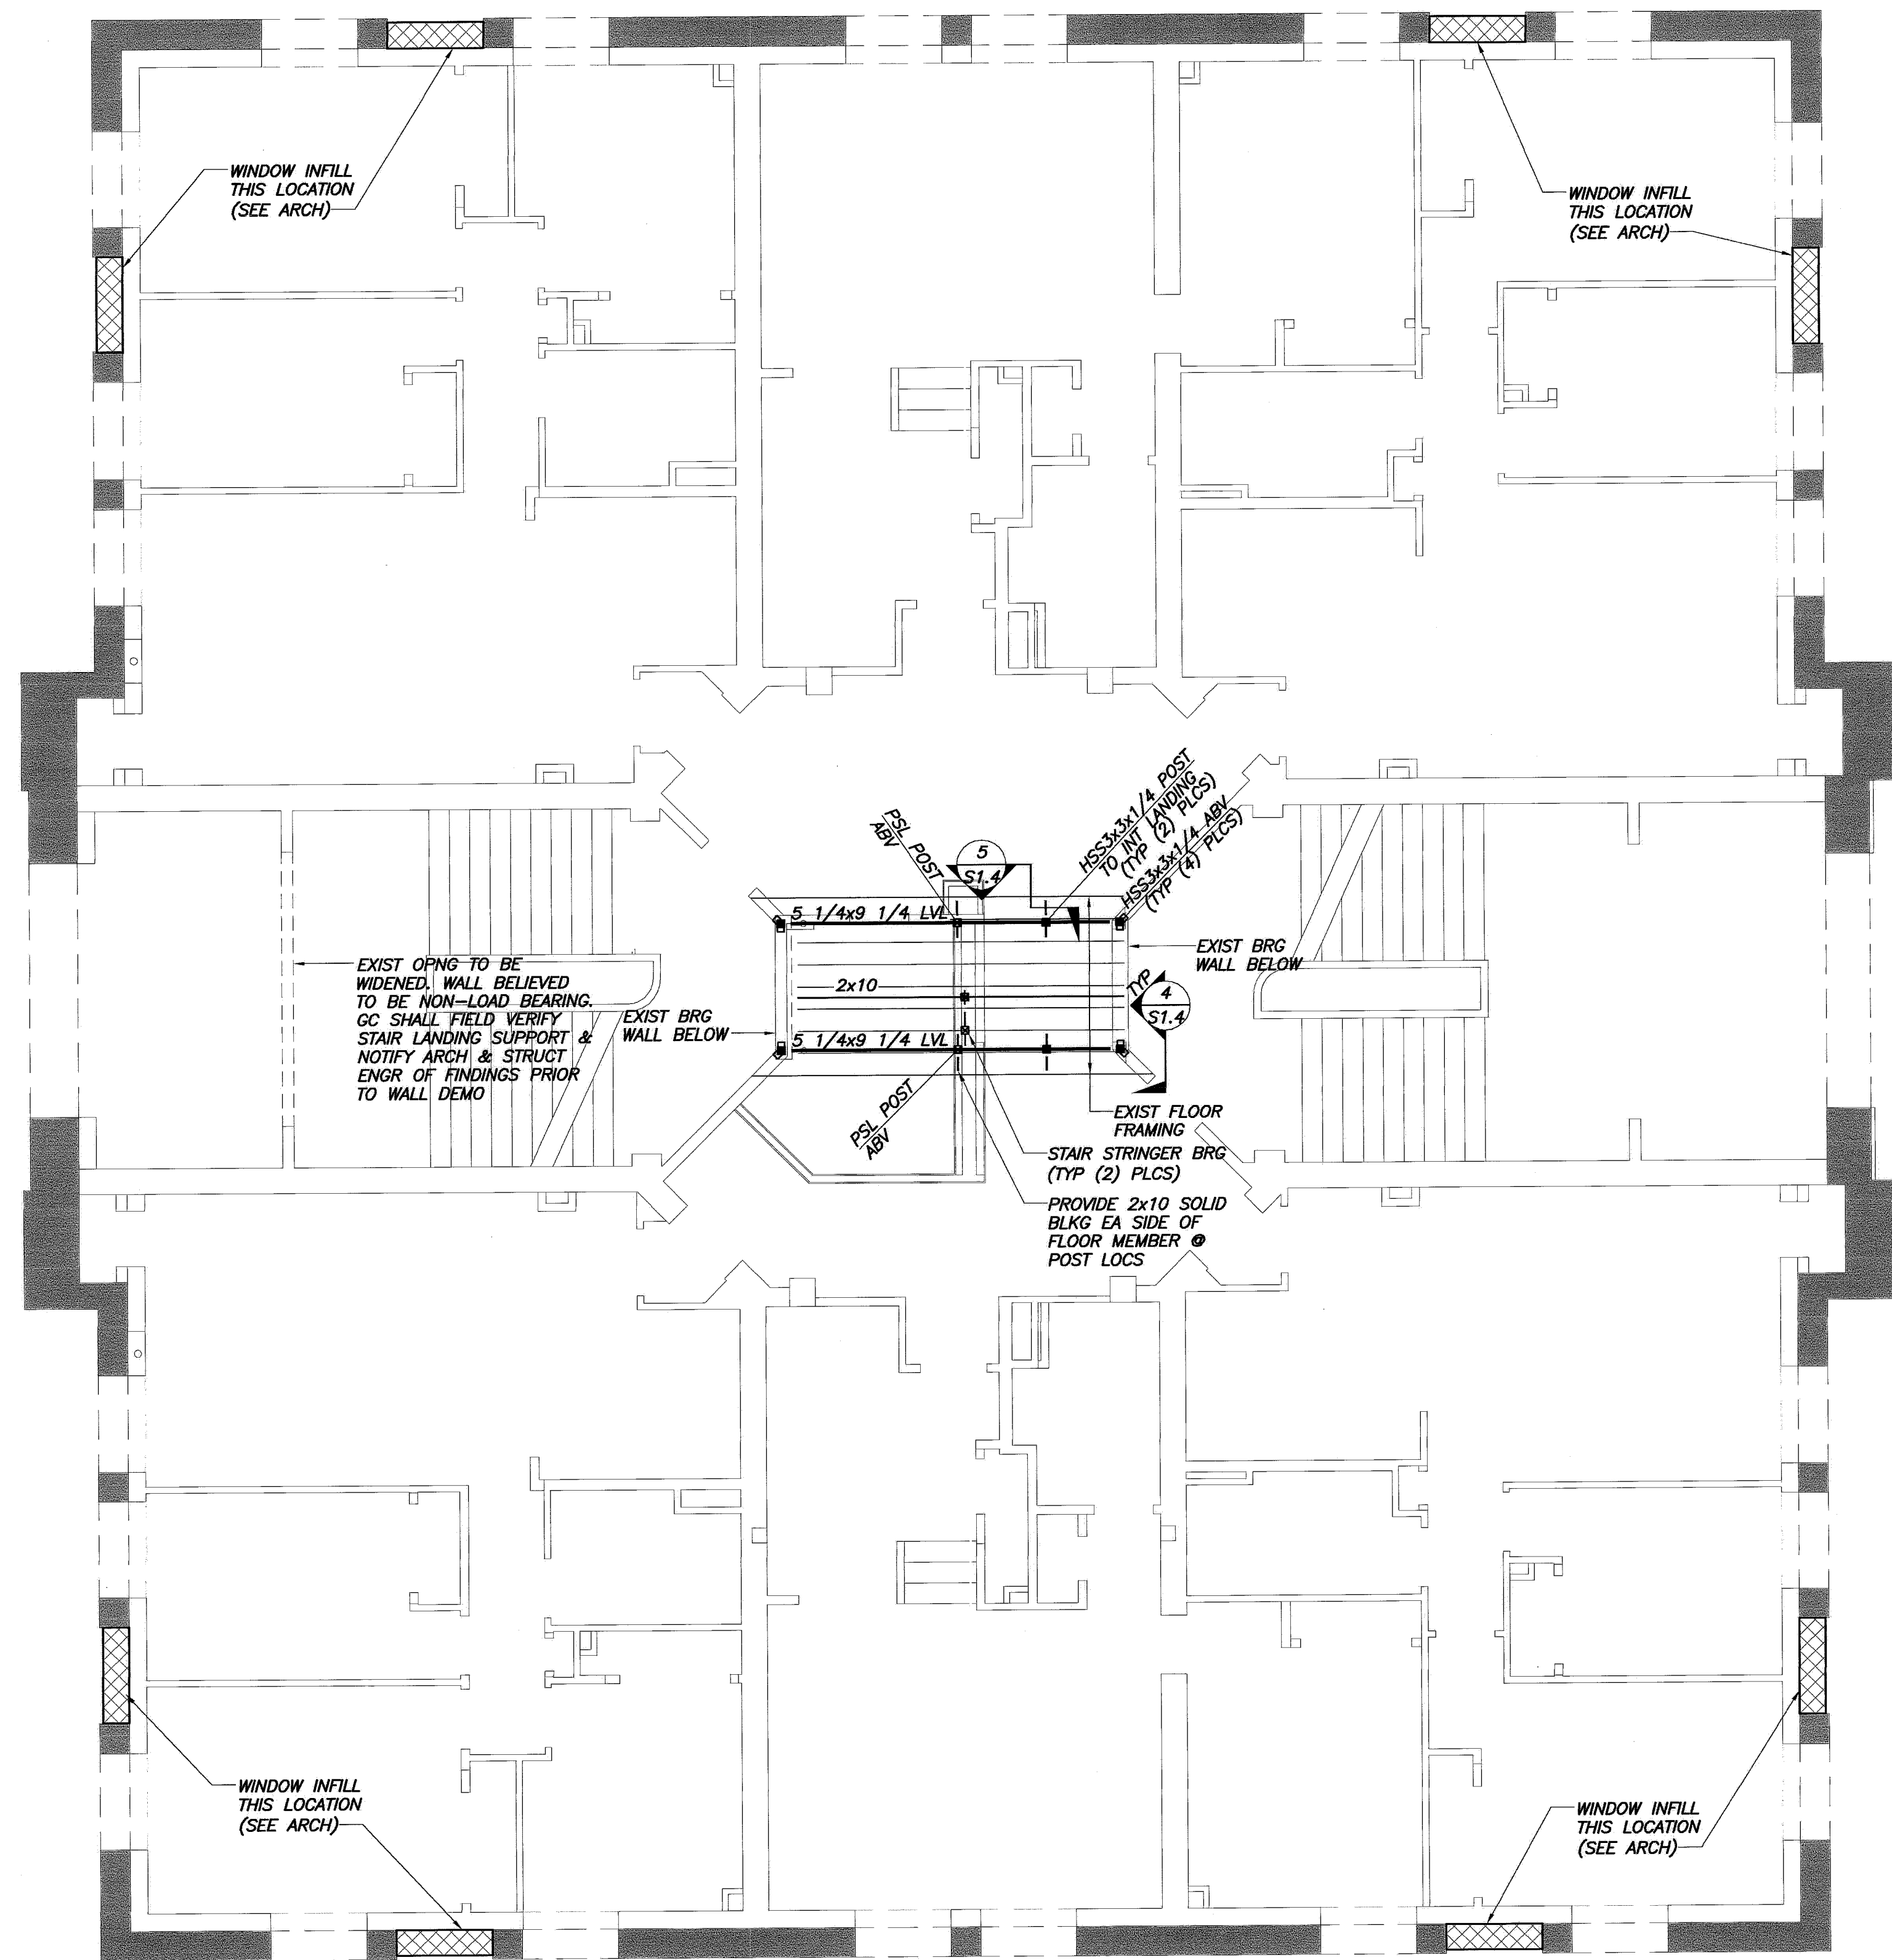 WINDOW INFILL
THIS LOCATION
(SEE ARCH)
WINDOW INFILL
THIS LOCATION
(SEE ARCH)
HSS3x3x1/4 POST
TO INT LANDING
(TYP (2) PLCS)
HSS3x3x1/4 ABV
(TYP (4) PLCS)
PSL POST
ABV
5
S1.4
5 1/4x9 1/4 LVL
EXIST BRG
WALL BELOW
EXIST OPNG TO BE
WIDENED. WALL BELIEVED
TO BE NON-LOAD BEARING.
GC SHALL FIELD VERIFY
STAIR LANDING SUPPORT &
NOTIFY ARCH & STRUCT
ENGR OF FINDINGS PRIOR
TO WALL DEMO
2x10
TYP
4
S1.4
EXIST BRG
WALL BELOW
5 1/4x9 1/4 LVL
PSL POST
ABV
EXIST FLOOR
FRAMING
STAIR STRINGER BRG
(TYP (2) PLCS)
PROVIDE 2x10 SOLID
BLKG EA SIDE OF
FLOOR MEMBER @
POST LOCS
WINDOW INFILL
THIS LOCATION
(SEE ARCH)
WINDOW INFILL
THIS LOCATION
(SEE ARCH)